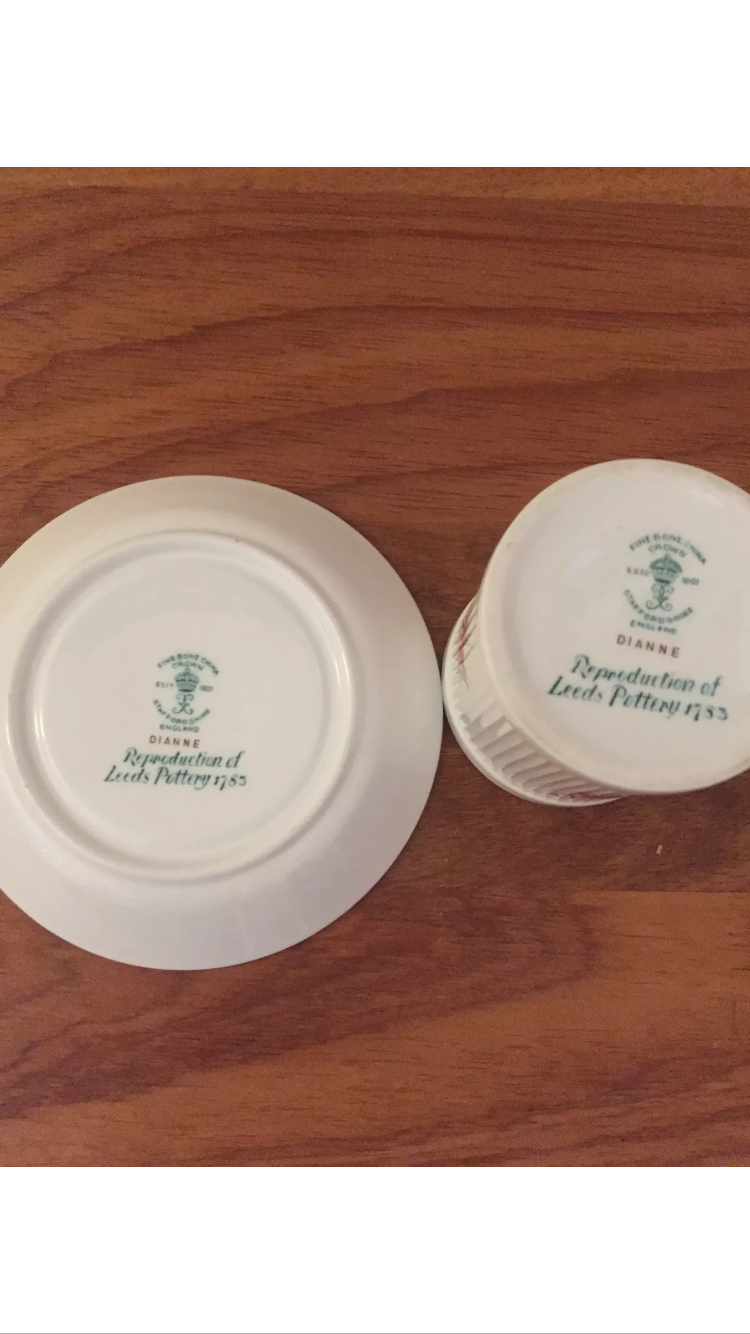 FINE BONE CHINA
CROWN
ESTD 1801
STAFFORDSHIRE
ENGLAND
DIANNE
Reproduction of
Leeds Pottery 1783
FINE BONE CHINA
CROWN
ESTD 1801
STAFFORDSHIRE
ENGLAND
DIANNE
Reproduction of
Leeds Pottery 1783